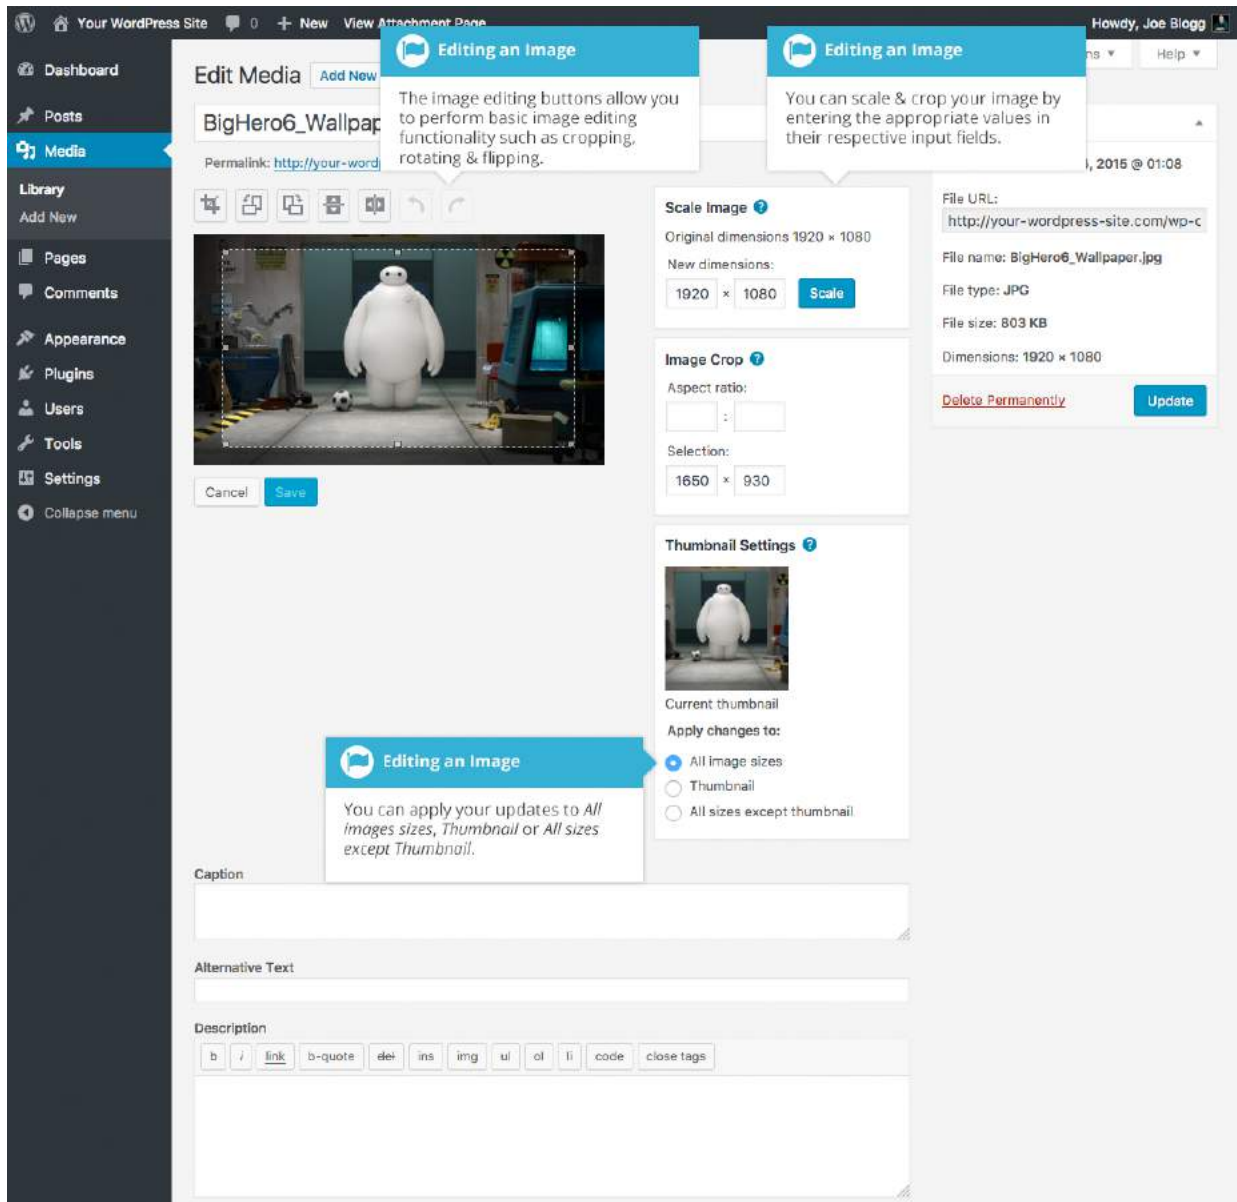 Your WordPress Site 0 + New View Attachment Page Howdy, Joe Blogg
Dashboard
Posts
Media
Library
Add New
Pages
Comments
Appearance
Plugins
Users
Tools
Settings
Collapse menu
Edit Media Add New
Help
BigHero6_Wallpap
Permalink: http://your-word
Editing an Image
The image editing buttons allow you
to perform basic image editing
functionality such as cropping,
rotating & flipping.
Editing an Image
You can scale & crop your image by
entering the appropriate values in
their respective input fields.
Cancel Save
Scale Image ?
Original dimensions 1920 × 1080
New dimensions:
1920 × 1080 Scale
Image Crop ?
Aspect ratio:
:
Selection:
1650 × 930
Thumbnail Settings ?
Current thumbnail
Apply changes to:
All image sizes
Thumbnail
All sizes except thumbnail
, 2015 @ 01:08
File URL:
http://your-wordpress-site.com/wp-c
File name: BigHero6_Wallpaper.jpg
File type: JPG
File size: 803 KB
Dimensions: 1920 × 1080
Delete Permanently Update
Editing an Image
You can apply your updates to All
images sizes, Thumbnail or All sizes
except Thumbnail.
Caption
Alternative Text
Description
b i link b-quote del ins img ul ol li code close tags